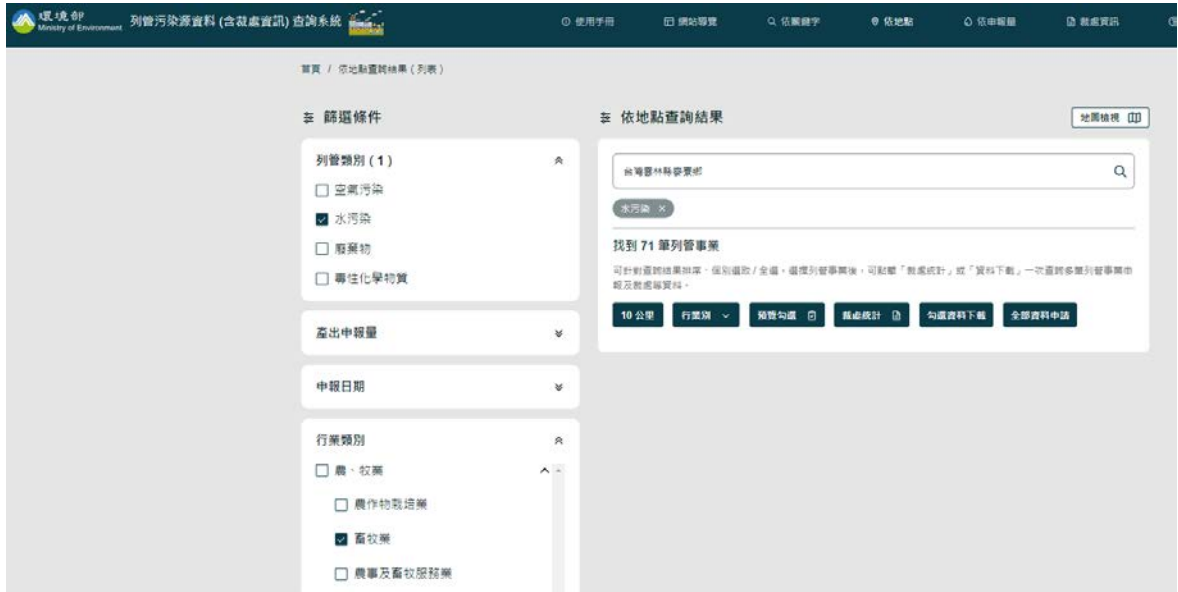 環境部
Ministry of Environment
列管污染源資料 (含裁處資訊) 查詢系統
使用手冊
網站導覽
依關鍵字
依地點
依申報量
裁處資訊
首頁 / 依地點查詢結果 ( 列表 )
篩選條件
列管類別 ( 1 )
空氣污染
水污染
廢棄物
毒性化學物質
產出申報量
申報日期
行業類別
農、牧業
農作物栽培業
畜牧業
農事及畜牧服務業
依地點查詢結果
地圖檢視
台灣雲林縣麥寮鄉
水污染 ×
找到 71 筆列管事業
可針對查詢結果排序、個別選取 / 全選。選擇列管事業後，可點擊「裁處統計」或「資料下載」一次查詢多筆列管事業申
報及裁處等資料。
10 公里
行業別
預覽勾選
裁處統計
勾選資料下載
全部資料申請